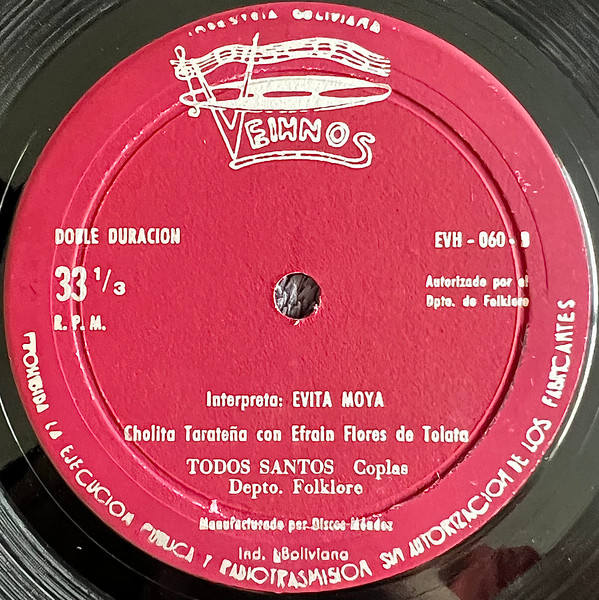 INDUSTRIA BOLIVIANA
VEIHNOS
DOBLE DURACION
33 1/3
R. P. M.
EVH - 060 -
Autorizado por el
Dpto. de Folklore
Interpreta: EVITA MOYA
Cholita Tarateña con Efrain Flores de Tolata
TODOS SANTOS Coplas
Depto. Folklore
Manufacturado por Discos Méndez
Ind. Boliviana
PROHIBIDA LA EJECUCION PUBLICA Y RADIOTRASMISION SIN AUTORIZACION DE LOS FABRICANTES